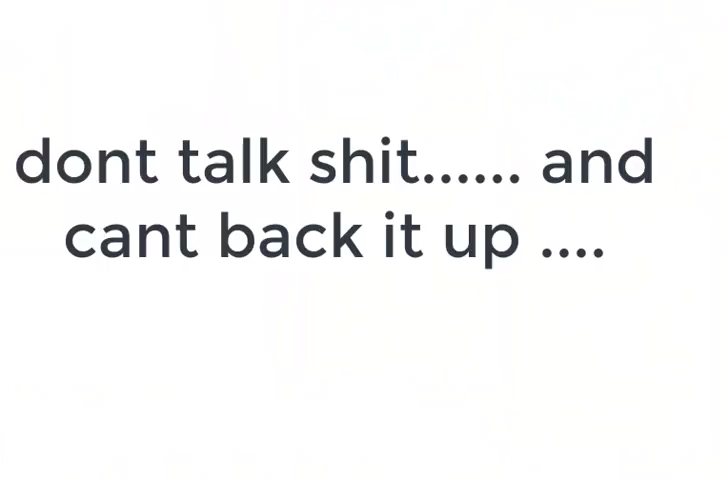 dont talk shit...... and
cant back it up ....